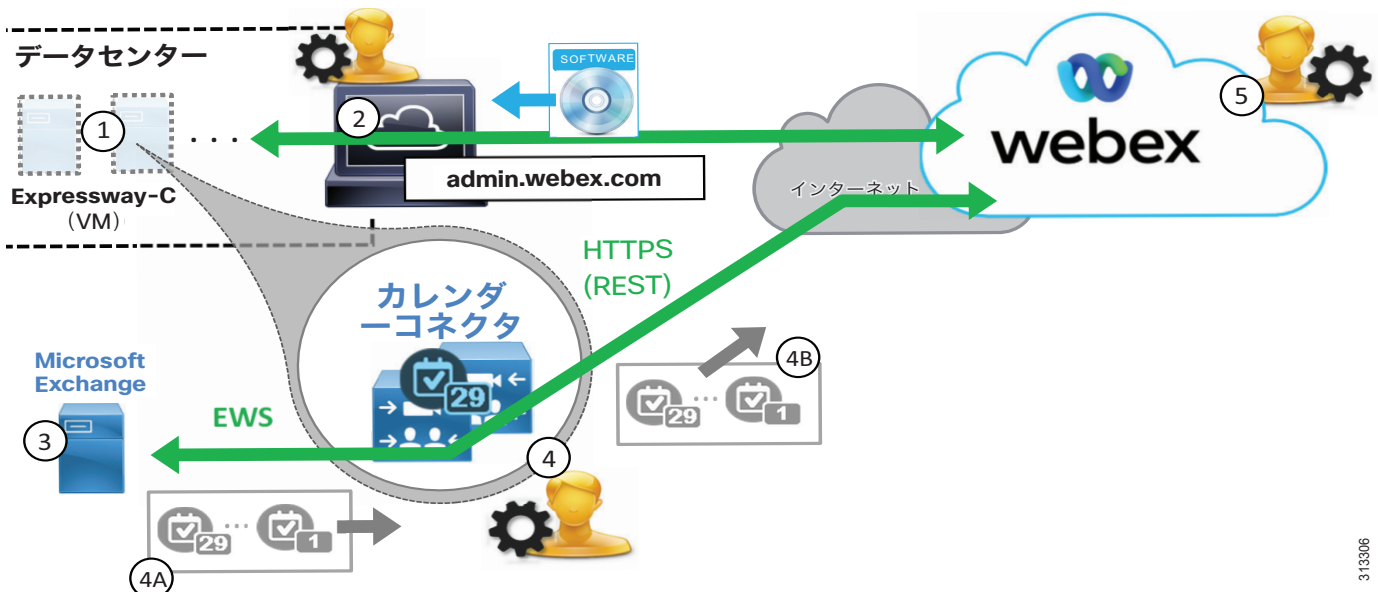 データセンター
SOFTWARE
1
2
5
. . .
webex
Expressway-C
(VM)
admin.webex.com
インターネット
HTTPS
(REST)
カレンダ
ーコネクタ
Microsoft
Exchange
4B
29
29 ... 1
EWS
3
4
29 ... 1
4A
313306